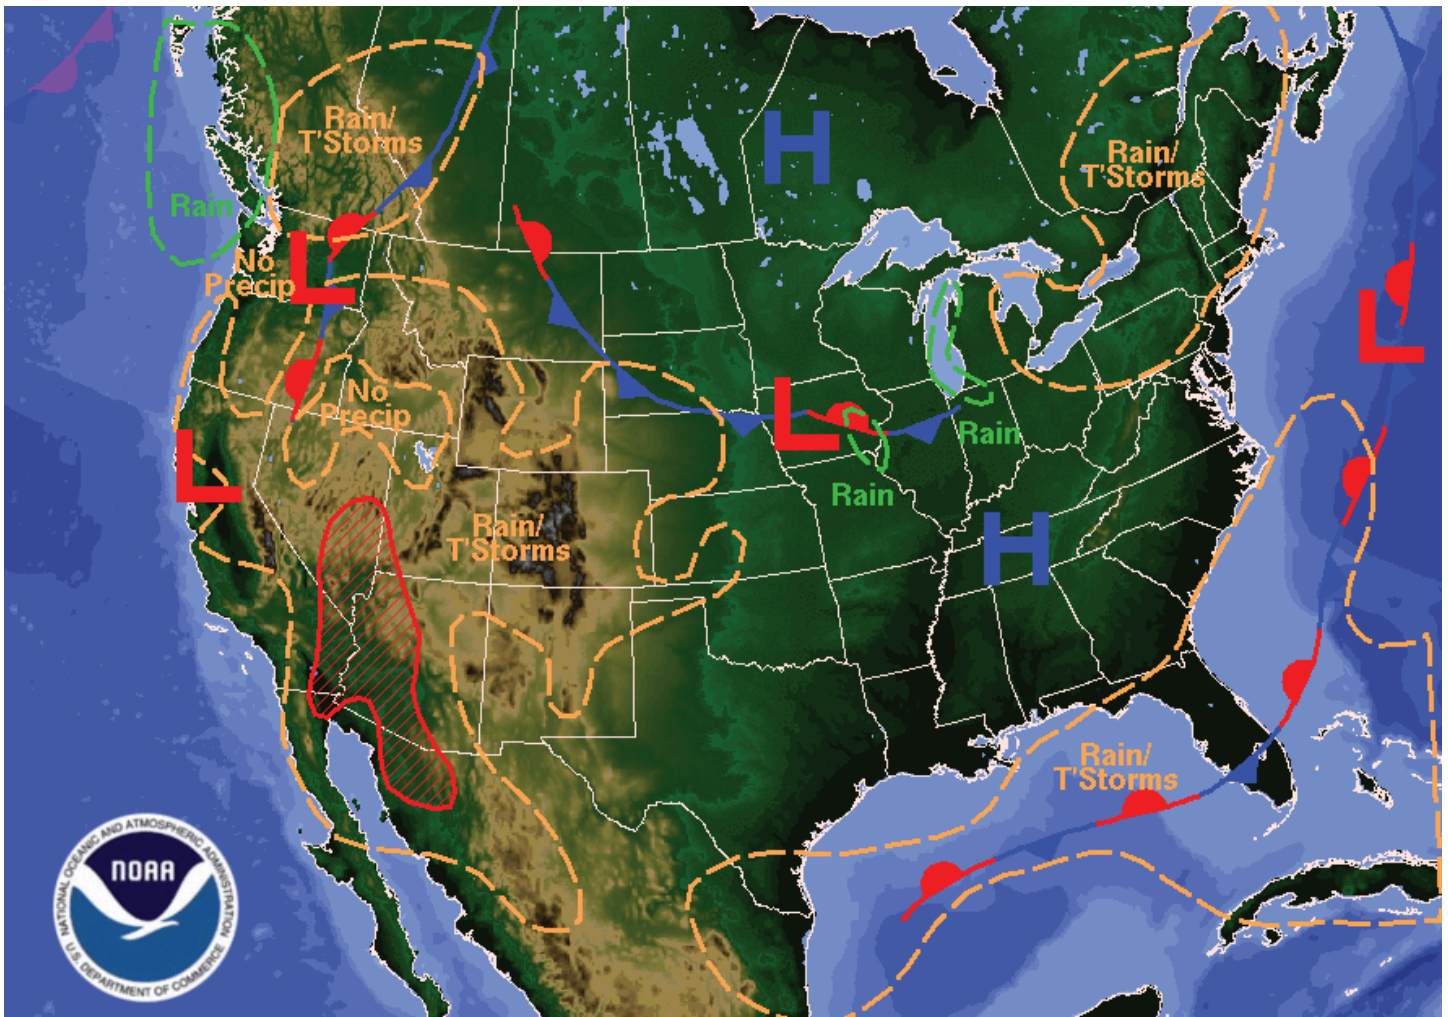 Rain/
T'Storms
H
Rain/
T'Storms
Rain
L
No
Precip
L
No
Precip
L
Rain
L
Rain
Rain/
T'Storms
H
Rain/
T'Storms
NATIONAL OCEANIC AND ATMOSPHERIC ADMINISTRATION
NOAA
U.S. DEPARTMENT OF COMMERCE